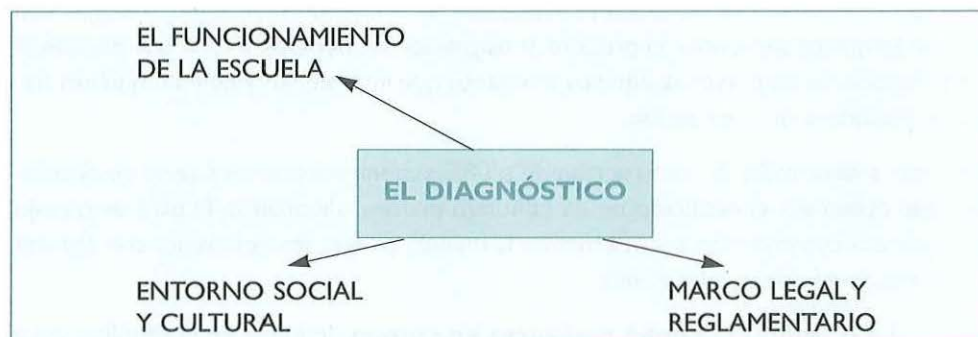 EL FUNCIONAMIENTO
DE LA ESCUELA
EL DIAGNÓSTICO
ENTORNO SOCIAL
Y CULTURAL
MARCO LEGAL Y
REGLAMENTARIO